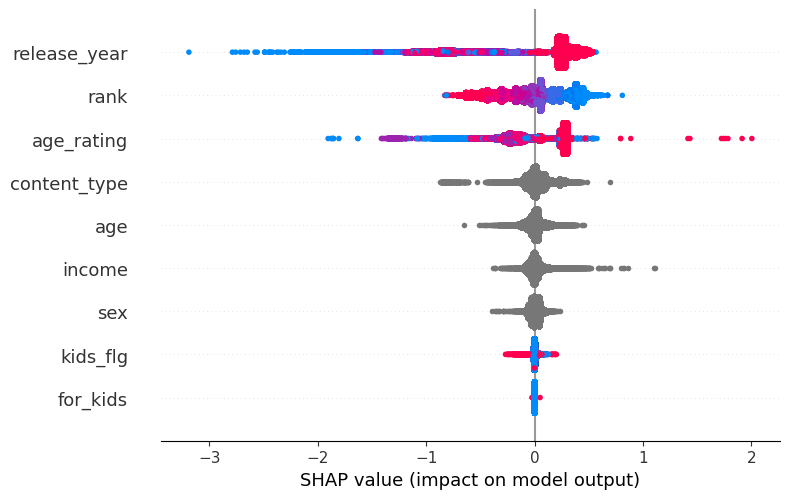 release_year
rank
age_rating
content_type
age
income
sex
kids_flg
for_kids
−3 −2 −1 0 1 2
SHAP value (impact on model output)